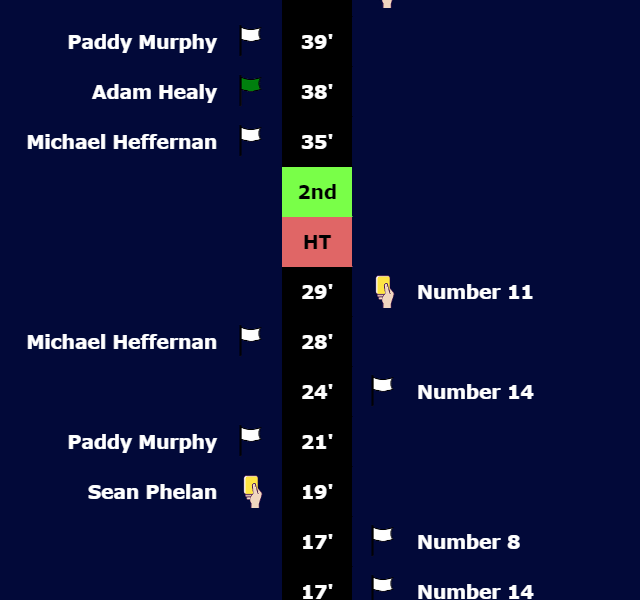 Paddy Murphy 39'
Adam Healy 38'
Michael Heffernan 35'
2nd
HT
29' Number 11
Michael Heffernan 28'
24' Number 14
Paddy Murphy 21'
Sean Phelan 19'
17' Number 8
17' Number 14